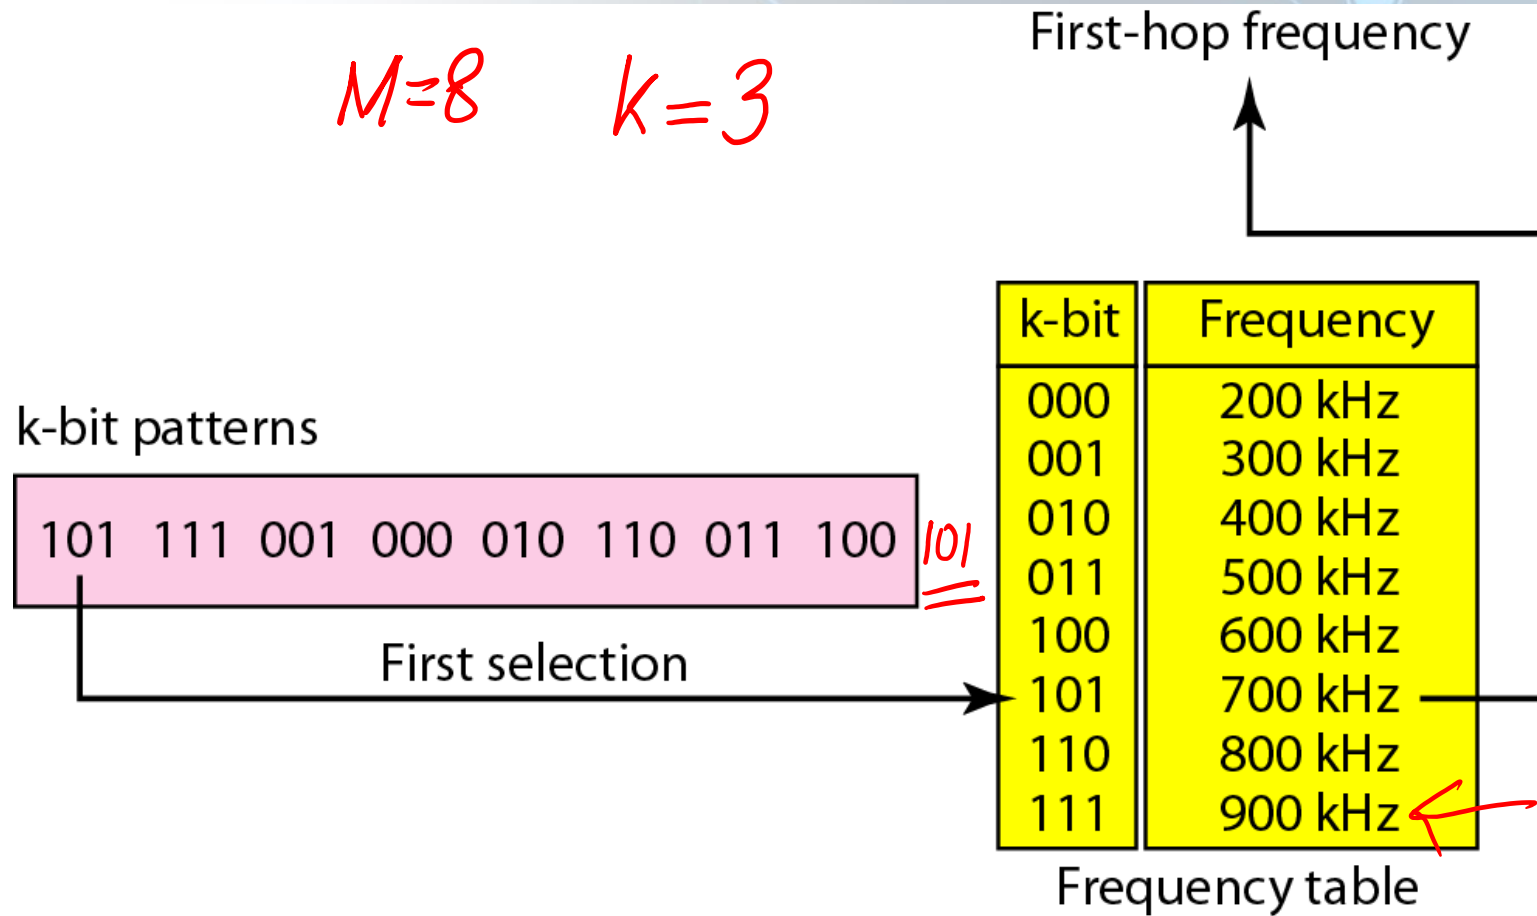 First-hop frequency
M=8 k=3
k-bit Frequency
000 200 kHz
001 300 kHz
010 400 kHz
011 500 kHz
100 600 kHz
101 700 kHz
110 800 kHz
111 900 kHz
Frequency table
k-bit patterns
101 111 001 000 010 110 011 100 101
First selection